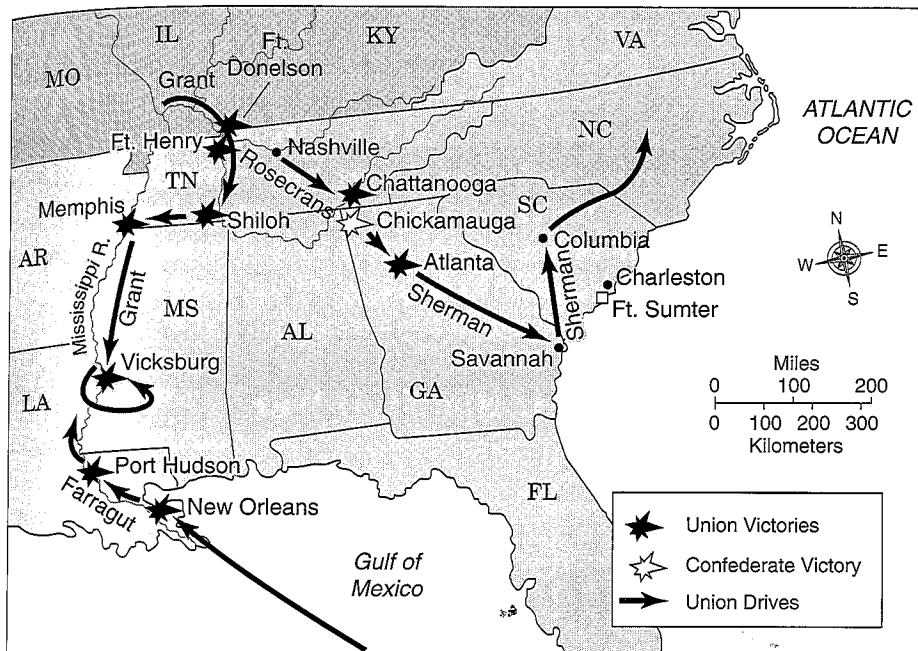 IL
Ft.
Donelson
KY
VA
MO
Grant
ATLANTIC
OCEAN
NC
Ft. Henry
Nashville
Rosecrans
TN
Chattanooga
Memphis
Shiloh
Chickamauga
SC
Columbia
N
W
E
S
AR
Mississippi R.
Grant
MS
Atlanta
Sherman
Sherman
Charleston
Ft. Sumter
AL
Vicksburg
Savannah
GA
LA
Miles
0 100 200
0 100 200 300
Kilometers
Port Hudson
Farragut
New Orleans
FL
Gulf of
Mexico
Union Victories
Confederate Victory
Union Drives